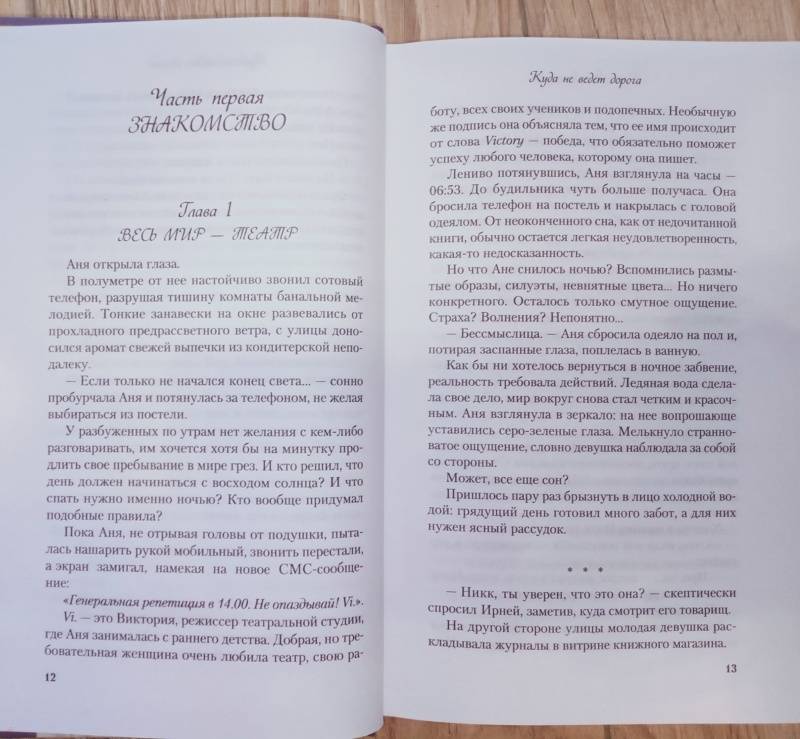 Часть первая
ЗНАКОМСТВО
Глава 1
ВЕСЬ МИР — ТЕАТР
Аня открыла глаза.
В полуметре от нее настойчиво звонил сотовый
телефон, разрушая тишину комнаты банальной ме-
лодией. Тонкие занавески на окне развевались от
прохладного предрассветного ветра, с улицы доно-
сился аромат свежей выпечки из кондитерской непо-
далеку.
— Если только не начался конец света... — сонно
пробурчала Аня и потянулась за телефоном, не желая
выбираться из постели.
У разбуженных по утрам нет желания с кем-либо
разговаривать, им хочется хотя бы на минутку про-
длить свое пребывание в мире грез. И кто решил, что
день должен начинаться с восходом солнца? И что
спать нужно именно ночью? Кто вообще придумал
подобные правила?
Пока Аня, не отрывая головы от подушки, пыта-
лась нашарить рукой мобильный, звонить перестали,
а экран замигал, намекая на новое СМС-сообще-
ние:
«Генеральная репетиция в 14.00. Не опаздывай! Vi.».
Vi. — это Виктория, режиссер театральной студии,
где Аня занималась с раннего детства. Добрая, но тре-
бовательная женщина очень любила театр, свою ра-
12
Куда не ведет дорога
боту, всех своих учеников и подопечных. Необычную
же подпись она объясняла тем, что ее имя происходит
от слова Victory — победа, что обязательно поможет
успеху любого человека, которому она пишет.
Лениво потянувшись, Аня взглянула на часы —
06:53. До будильника чуть больше получаса. Она
бросила телефон на постель и накрылась с головой
одеялом. От неоконченного сна, как от недочитанной
книги, обычно остается легкая неудовлетворенность,
какая-то недосказанность.
Но что Ане снилось ночью? Вспомнились размы-
тые образы, силуэты, невнятные цвета... Но ничего
конкретного. Осталось только смутное ощущение.
Страха? Волнения? Непонятно...
— Бессмыслица. — Аня сбросила одеяло на пол и,
потирая заспанные глаза, поплелась в ванную.
Как бы ни хотелось вернуться в ночное забвение,
реальность требовала действий. Ледяная вода сдела-
ла свое дело, мир вокруг снова стал четким и красоч-
ным. Аня взглянула в зеркало: на нее вопрошающе
уставились серо-зеленые глаза. Мелькнуло странно-
ватое ощущение, словно девушка наблюдала за собой
со стороны.
Может, все еще сон?
Пришлось пару раз брызнуть в лицо холодной во-
дой: грядущий день готовил много забот, а для них
нужен ясный рассудок.
* * *
— Никк, ты уверен, что это она? — скептически
спросил Ирней, заметив, куда смотрит его товарищ.
На другой стороне улицы молодая девушка рас-
кладывала журналы в витрине книжного магазина.
13